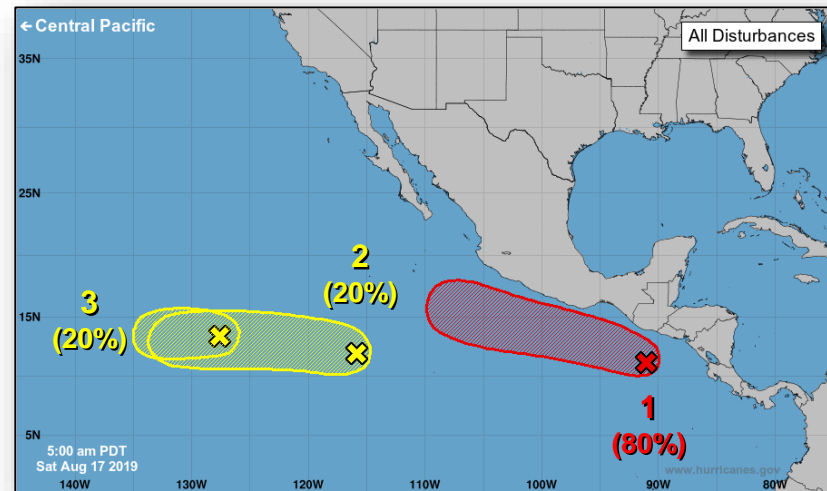 ← Central Pacific
All Disturbances
35N
25N
15N
5N
2
(20%)
3
(20%)
1
(80%)
5:00 am PDT
Sat Aug 17 2019
www.hurricanes.gov
140W 130W 120W 110W 100W 90W 80W